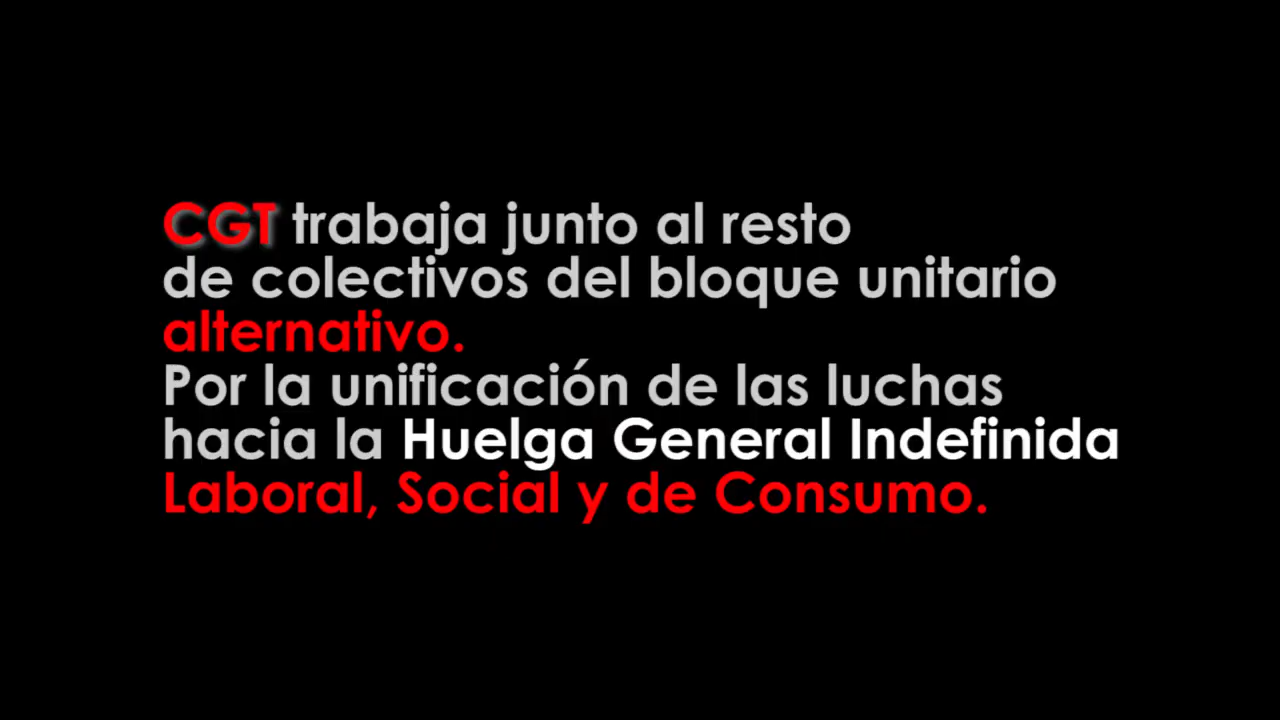 CGT trabaja junto al resto
de colectivos del bloque unitario
alternativo.
Por la unificación de las luchas
hacia la Huelga General Indefinida
Laboral, Social y de Consumo.